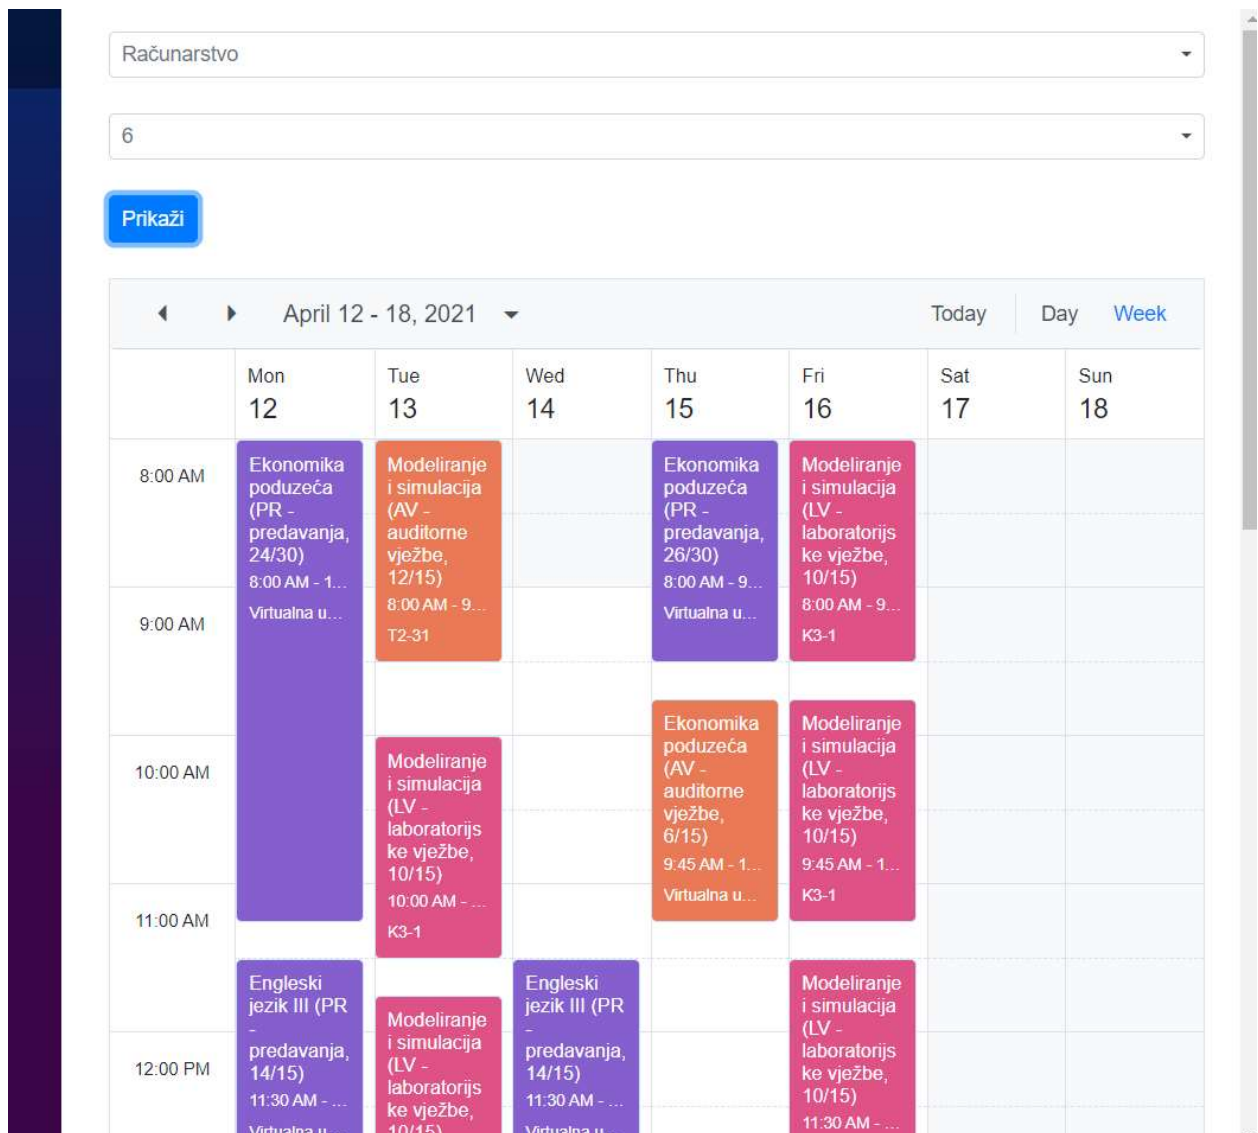 Računarstvo
6
Prikaži
April 12 - 18, 2021
Today
Day
Week
Mon
12
Tue
13
Wed
14
Thu
15
Fri
16
Sat
17
Sun
18
8:00 AM
9:00 AM
10:00 AM
11:00 AM
12:00 PM
Ekonomika
poduzeća
(PR -
predavanja,
24/30)
8:00 AM - 1...
Virtualna u...
Engleski
jezik III (PR
-
predavanja,
14/15)
11:30 AM - ...
Virtualna u...
Modeliranje
i simulacija
(AV -
auditorne
vježbe,
12/15)
8:00 AM - 9...
T2-31
Modeliranje
i simulacija
(LV -
laboratorijs
ke vježbe,
10/15)
10:00 AM - ...
K3-1
Modeliranje
i simulacija
(LV -
laboratorijs
ke vježbe,
10/15)
Engleski
jezik III (PR
-
predavanja,
14/15)
11:30 AM - ...
Virtualna u...
Ekonomika
poduzeća
(PR -
predavanja,
26/30)
8:00 AM - 9...
Virtualna u...
Ekonomika
poduzeća
(AV -
auditorne
vježbe,
6/15)
9:45 AM - 1...
Virtualna u...
Modeliranje
i simulacija
(LV -
laboratorijs
ke vježbe,
10/15)
8:00 AM - 9...
K3-1
Modeliranje
i simulacija
(LV -
laboratorijs
ke vježbe,
10/15)
9:45 AM - 1...
K3-1
Modeliranje
i simulacija
(LV -
laboratorijs
ke vježbe,
10/15)
11:30 AM - ...